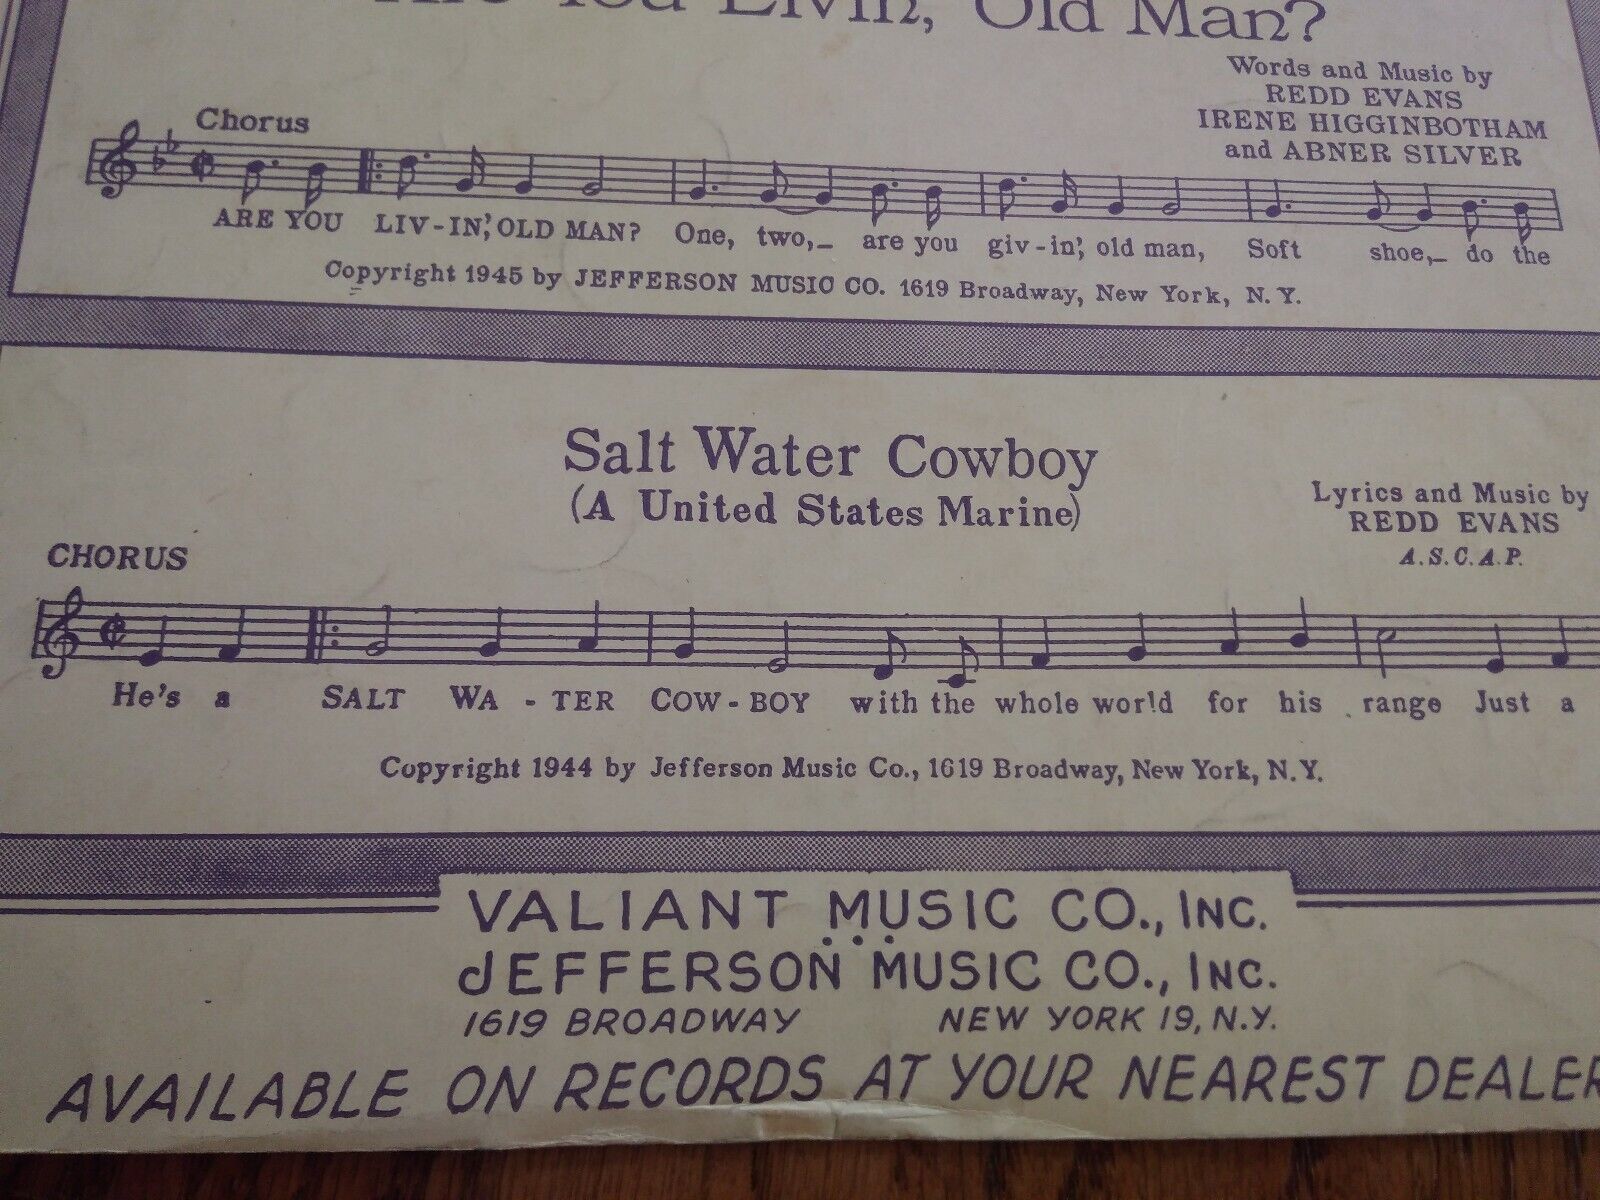 Are You Livin', Old Man?
Words and Music by
REDD EVANS
IRENE HIGGINBOTHAM
and ABNER SILVER
Chorus
ARE YOU LIV-IN', OLD MAN? One, two,_ are you giv-in', old man, Soft shoe,_ do the
Copyright 1945 by JEFFERSON MUSIC CO. 1619 Broadway, New York, N. Y.
Salt Water Cowboy
(A United States Marine)
Lyrics and Music by
REDD EVANS
A.S.C.A.P.
CHORUS
He's a SALT WA - TER COW - BOY with the whole world for his range Just a
Copyright 1944 by Jefferson Music Co., 1619 Broadway, New York, N.Y.
VALIANT MUSIC CO., INC.
JEFFERSON MUSIC CO., INC.
1619 BROADWAY NEW YORK 19, N.Y.
AVAILABLE ON RECORDS AT YOUR NEAREST DEALER